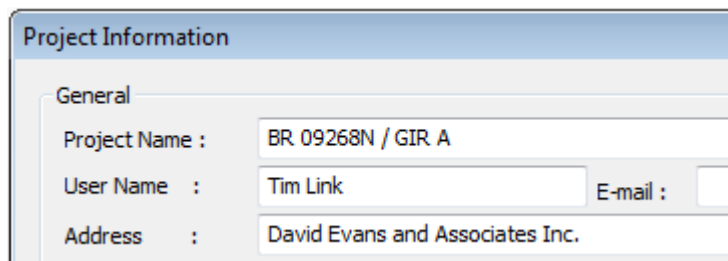 Project Information
General
Project Name : BR 09268N / GIR A
User Name : Tim Link E-mail :
Address : David Evans and Associates Inc.